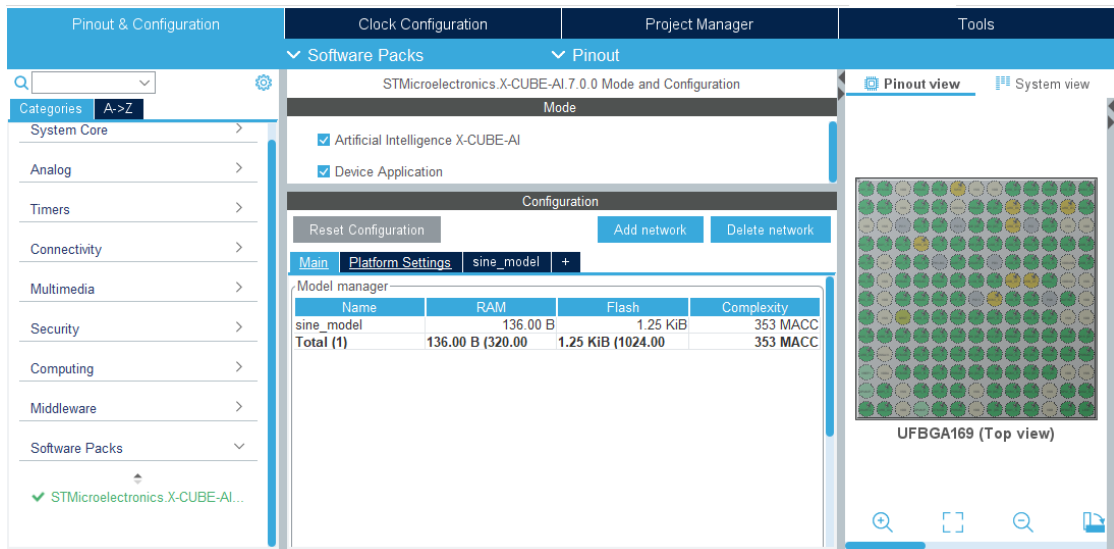 Pinout & Configuration
Clock Configuration
Project Manager
Tools
Software Packs
Pinout
Categories
A->Z
System Core
Analog
Timers
Connectivity
Multimedia
Security
Computing
Middleware
Software Packs
STMicroelectronics.X-CUBE-AI...
STMicroelectronics.X-CUBE-AI.7.0.0 Mode and Configuration
Mode
Artificial Intelligence X-CUBE-AI
Device Application
Configuration
Reset Configuration
Add network
Delete network
Main
Platform Settings
sine_model
+
Model manager
Name RAM Flash Complexity
sine_model 136.00 B 1.25 KiB 353 MACC
Total (1) 136.00 B (320.00 1.25 KiB (1024.00 353 MACC
Pinout view
System view
UFBGA169 (Top view)